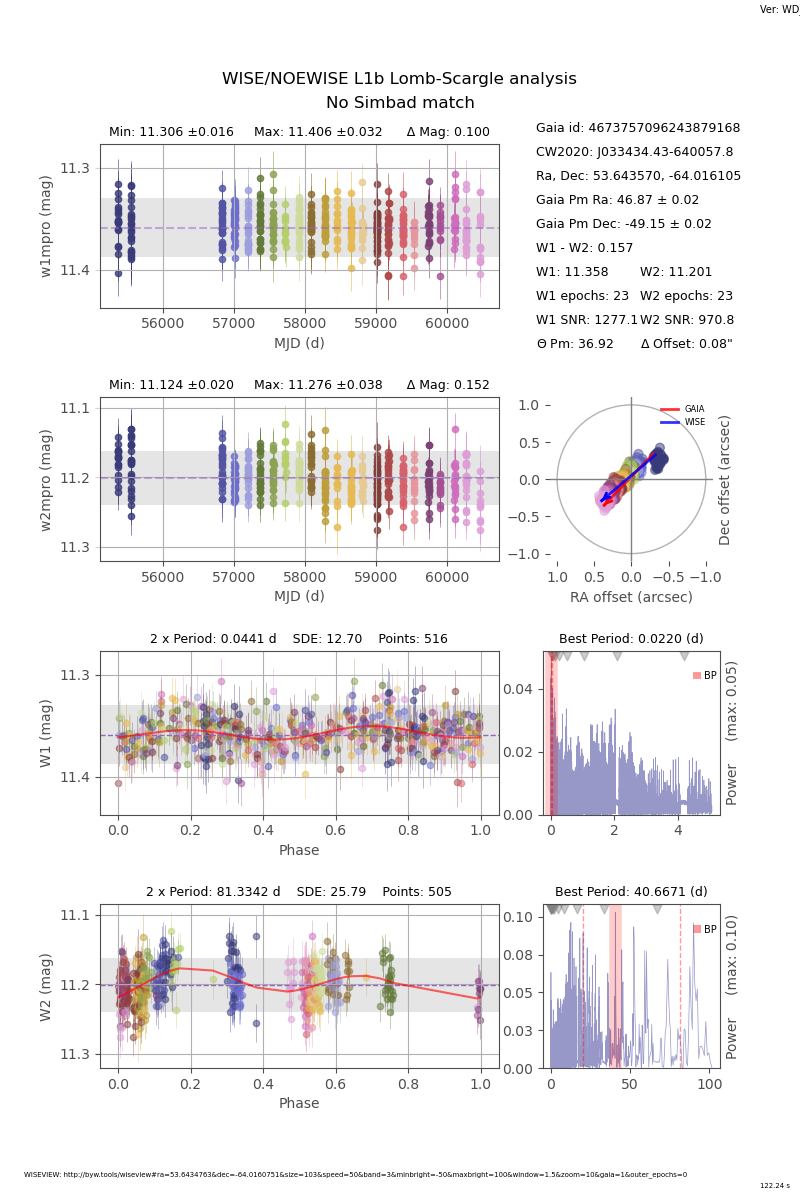 Ver: WD_
WISE/NOEWISE L1b Lomb-Scargle analysis
No Simbad match
Min: 11.306 ±0.016 Max: 11.406 ±0.032 Δ Mag: 0.100
11.3
11.4
w1mpro (mag)
56000 57000 58000 59000 60000
MJD (d)
Gaia id: 4673757096243879168
CW2020: J033434.43-640057.8
Ra, Dec: 53.643570, -64.016105
Gaia Pm Ra: 46.87 ± 0.02
Gaia Pm Dec: -49.15 ± 0.02
W1 - W2: 0.157
W1: 11.358 W2: 11.201
W1 epochs: 23 W2 epochs: 23
W1 SNR: 1277.1 W2 SNR: 970.8
Θ Pm: 36.92 Δ Offset: 0.08"
Min: 11.124 ±0.020 Max: 11.276 ±0.038 Δ Mag: 0.152
11.1
11.2
11.3
w2mpro (mag)
56000 57000 58000 59000 60000
MJD (d)
1.0
0.5
0.0
−0.5
−1.0
GAIA
WISE
Dec offset (arcsec)
1.0 0.5 0.0 −0.5 −1.0
RA offset (arcsec)
2 x Period: 0.0441 d SDE: 12.70 Points: 516
11.3
11.4
W1 (mag)
0.0 0.2 0.4 0.6 0.8 1.0
Phase
Best Period: 0.0220 (d)
0.04
0.02
0.00
BP
Power (max: 0.05)
0 2 4
2 x Period: 81.3342 d SDE: 25.79 Points: 505
11.1
11.2
11.3
W2 (mag)
0.0 0.2 0.4 0.6 0.8 1.0
Phase
Best Period: 40.6671 (d)
0.10
0.08
0.05
0.03
0.00
BP
Power (max: 0.10)
0 50 100
WISEVIEW: http://byw.tools/wiseview#ra=53.6434763&dec=-64.0160751&size=103&speed=50&band=3&minbright=-50&maxbright=100&window=1.5&zoom=10&gaia=1&outer_epochs=0
122.24 s